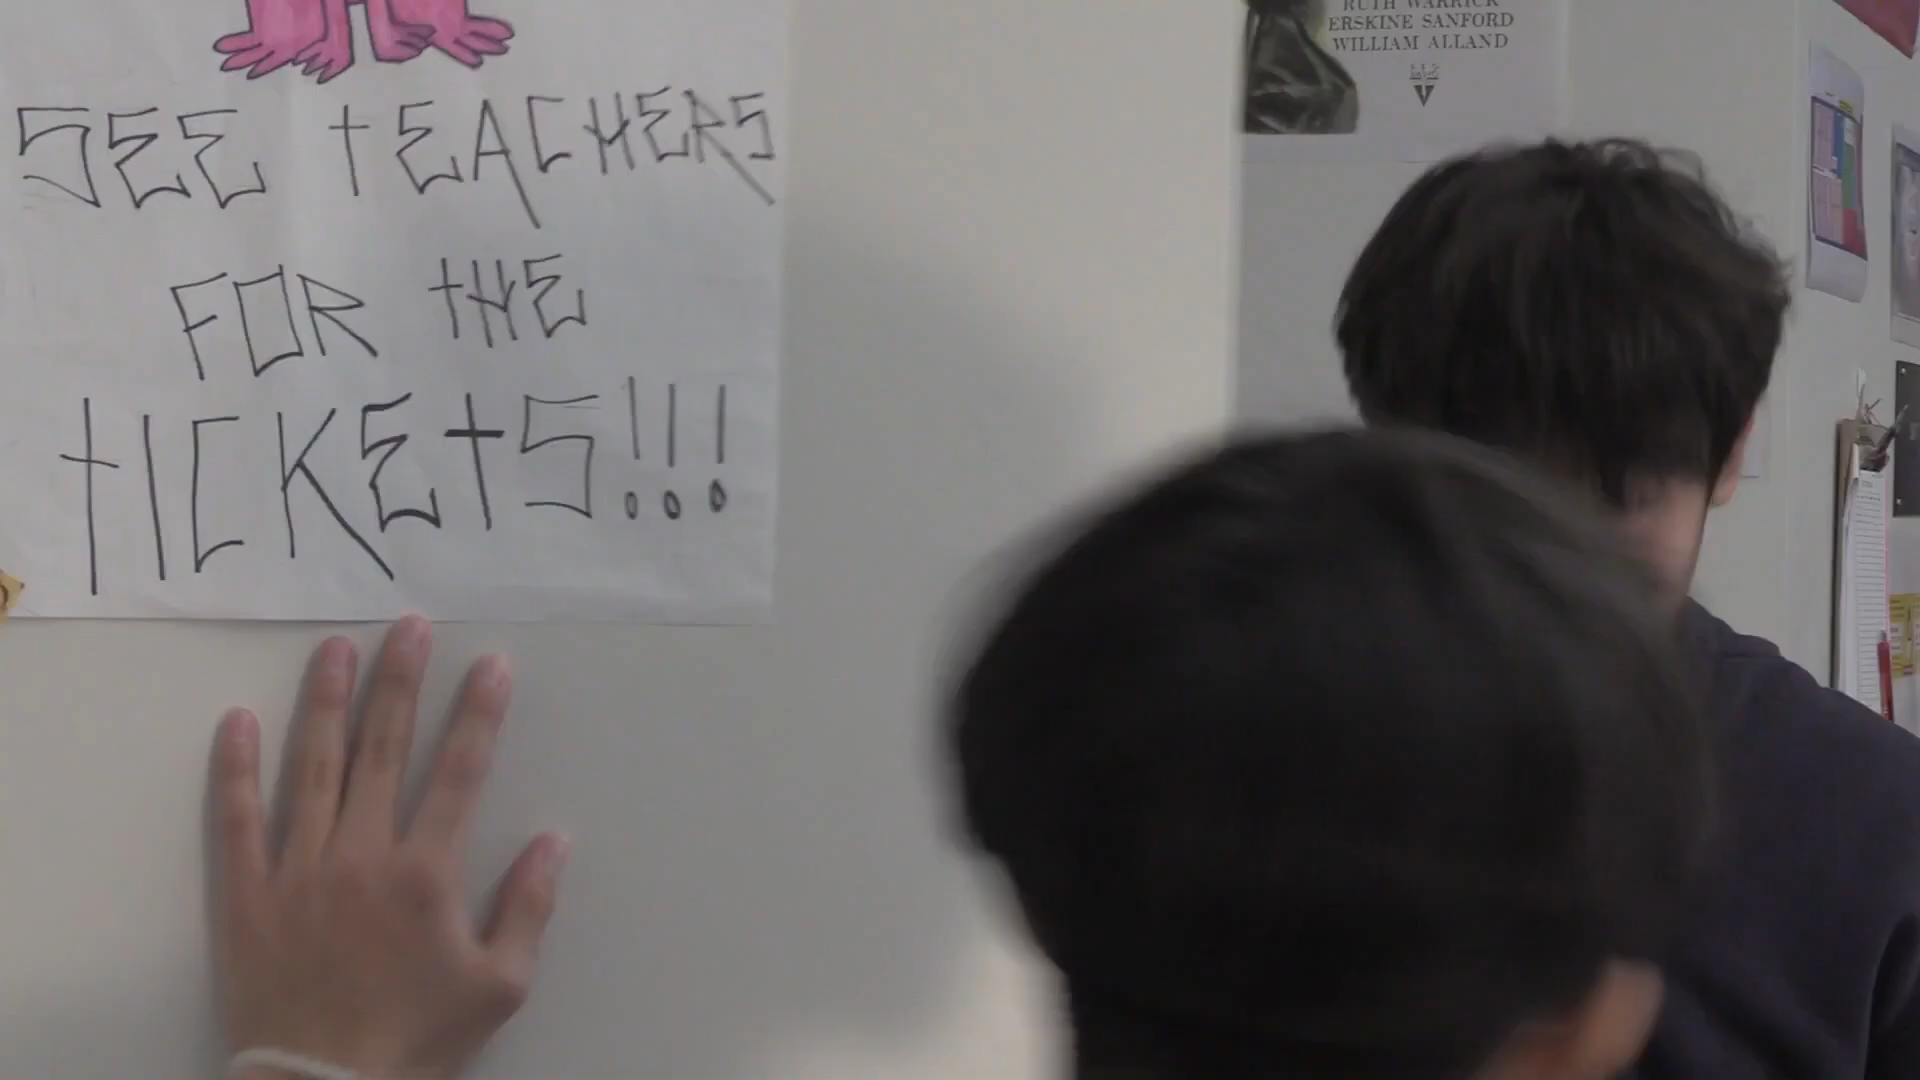 SEE tEACHERS
FOR tHE
tICKEtS!!!
RUTH WARRICK
ERSKINE SANFORD
WILLIAM ALLAND